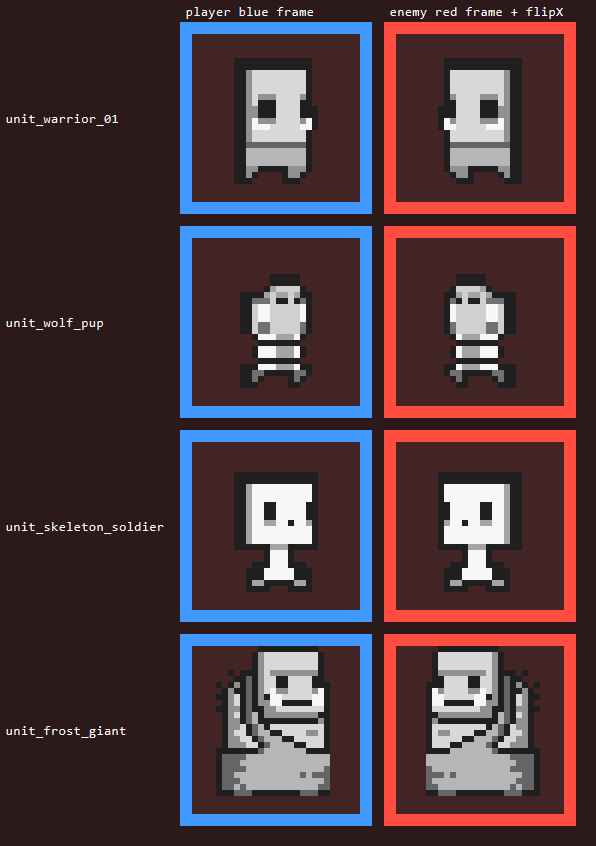 player blue frame
enemy red frame + flipX
unit_warrior_01
unit_wolf_pup
unit_skeleton_soldier
unit_frost_giant